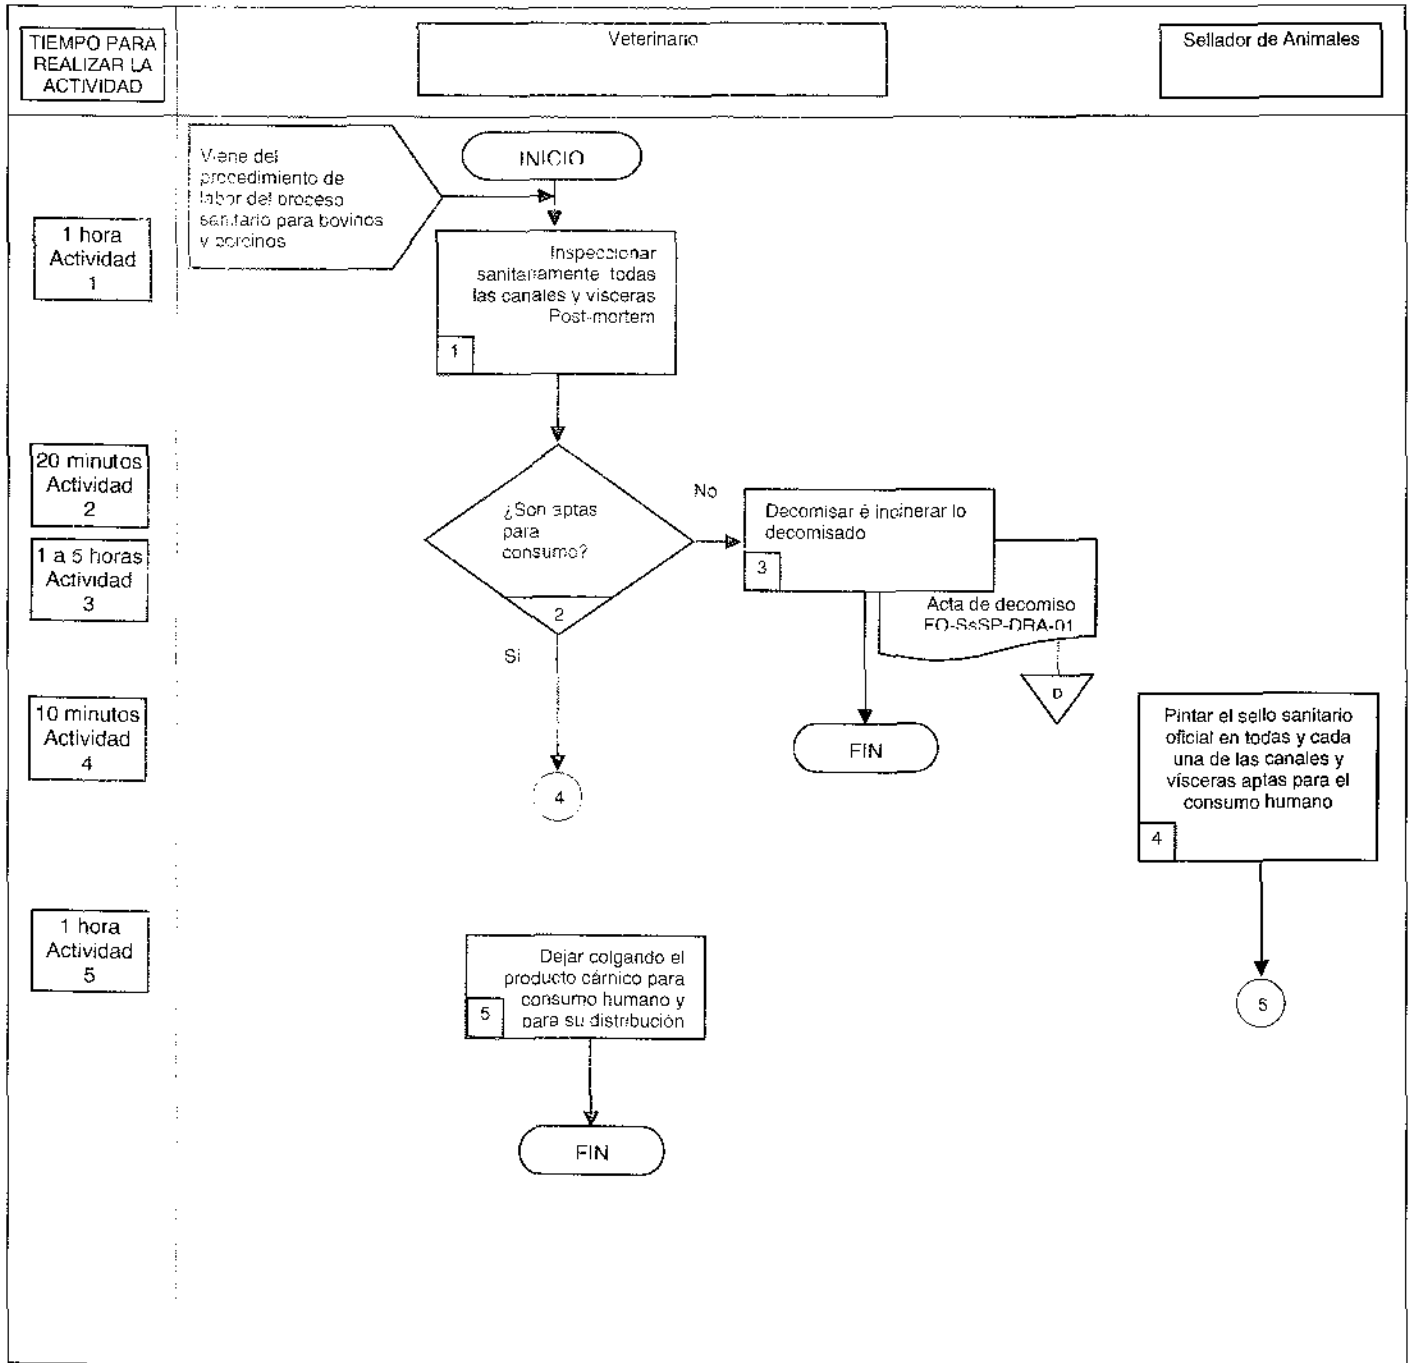 TIEMPO PARA
REALIZAR LA
ACTIVIDAD
Veterinario
Sellador de Animales
INICIO
Viene del
procedimiento de
labor del proceso
sanitario para bovinos
y porcinos
1 hora
Actividad
1
Inspeccionar
sanitariamente todas
las canales y vísceras
Post-mortem
1
20 minutos
Actividad
2
1 a 5 horas
Actividad
3
¿Son aptas
para
consumo?
2
No
Si
Decomisar é incinerar lo
decomisado
3
Acta de decomiso
FO-SsSP-DRA-01
D
FIN
10 minutos
Actividad
4
4
Pintar el sello sanitario
oficial en todas y cada
una de las canales y
vísceras aptas para el
consumo humano
4
1 hora
Actividad
5
Dejar colgando el
producto cárnico para
consumo humano y
para su distribución
5
5
FIN